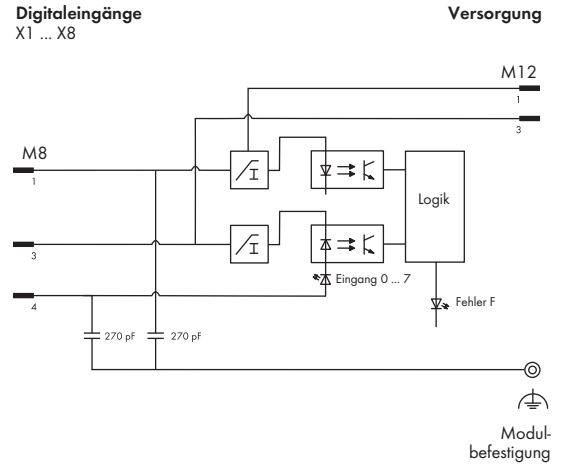 Digitaleingänge
X1 ... X8
Versorgung
M12
1
3
M8
1
3
4
Logik
Eingang 0 ... 7
Fehler F
270 pF
270 pF
Modul-
befestigung